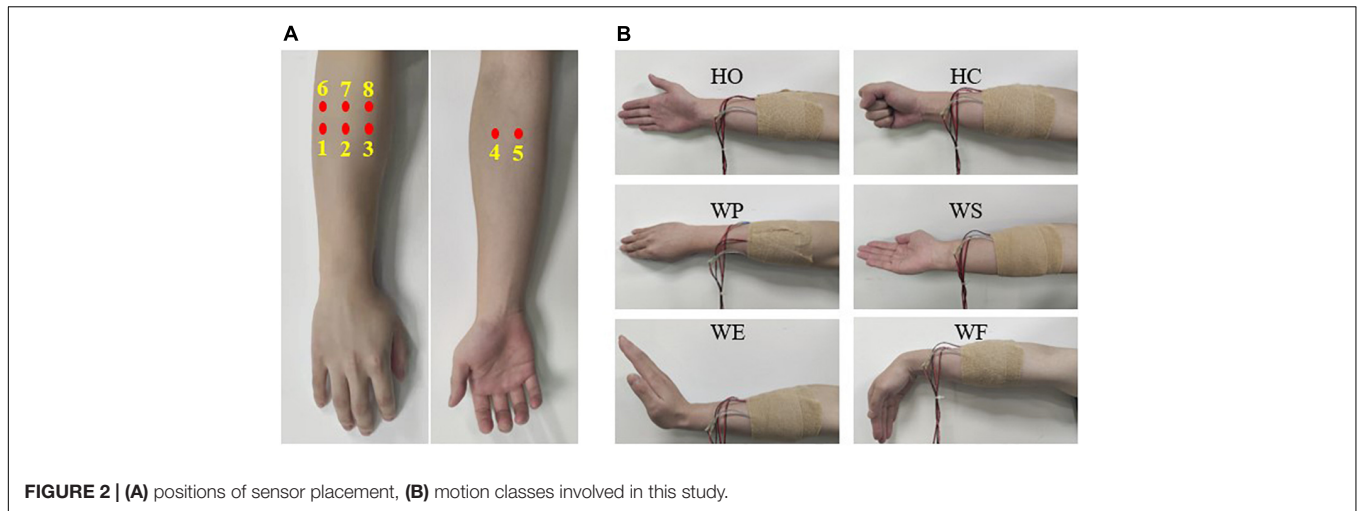 A
B
6 7 8
1 2 3
4 5
HO
HC
WP
WS
WE
WF
FIGURE 2 | (A) positions of sensor placement, (B) motion classes involved in this study.